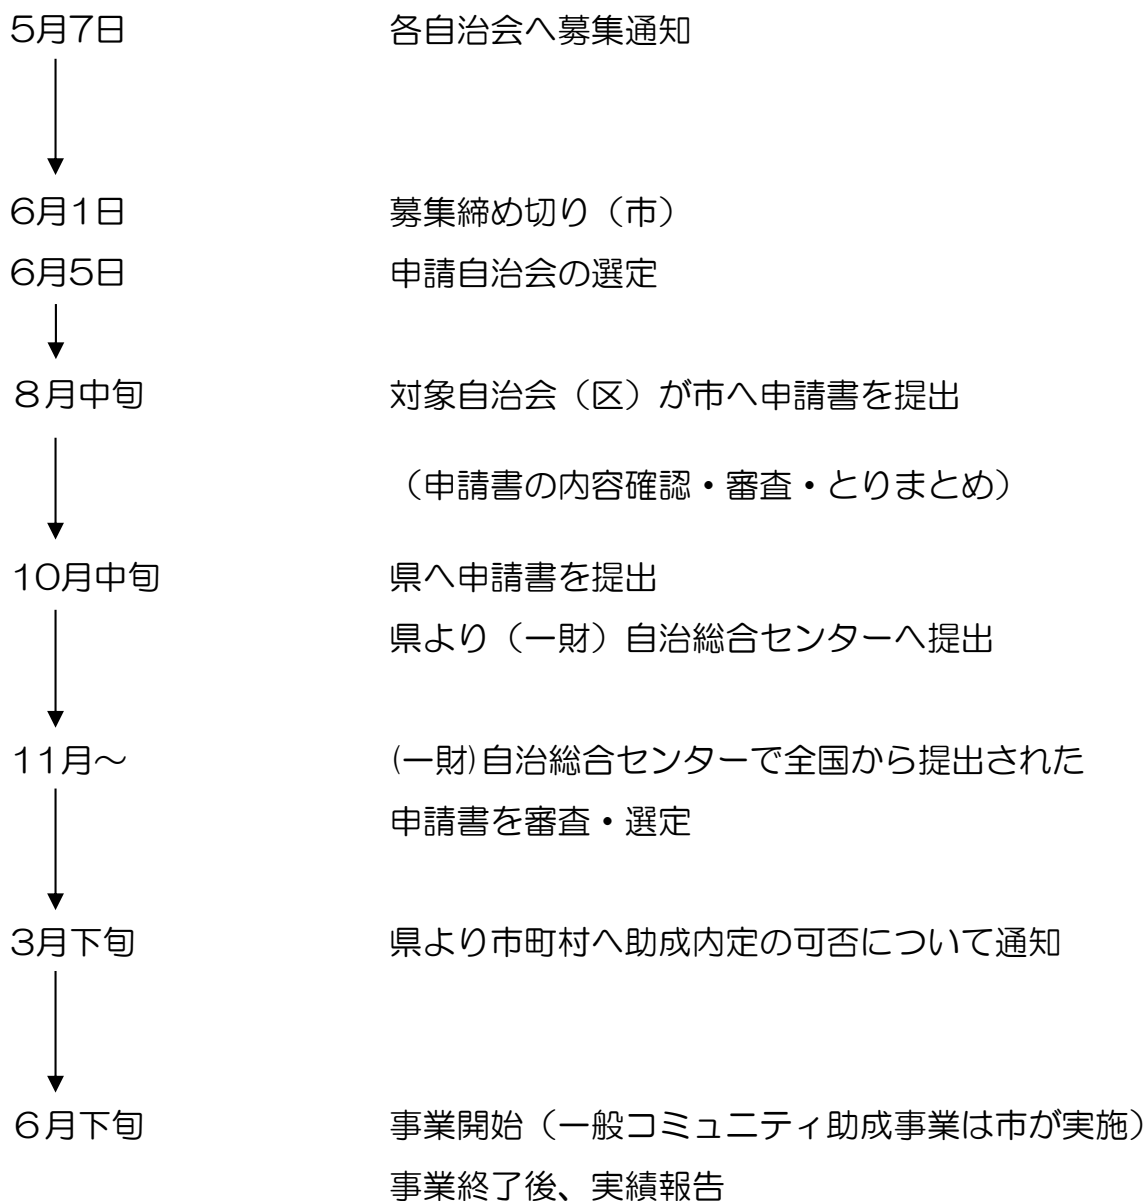 5月7日 各自治会へ募集通知
6月1日 募集締め切り（市）
6月5日 申請自治会の選定
８月中旬 対象自治会（区）が市へ申請書を提出
（申請書の内容確認・審査・とりまとめ）
10月中旬 県へ申請書を提出
県より（一財）自治総合センターへ提出
11月～ (一財)自治総合センターで全国から提出された
申請書を審査・選定
3月下旬 県より市町村へ助成内定の可否について通知
６月下旬 事業開始（一般コミュニティ助成事業は市が実施）
事業終了後、実績報告